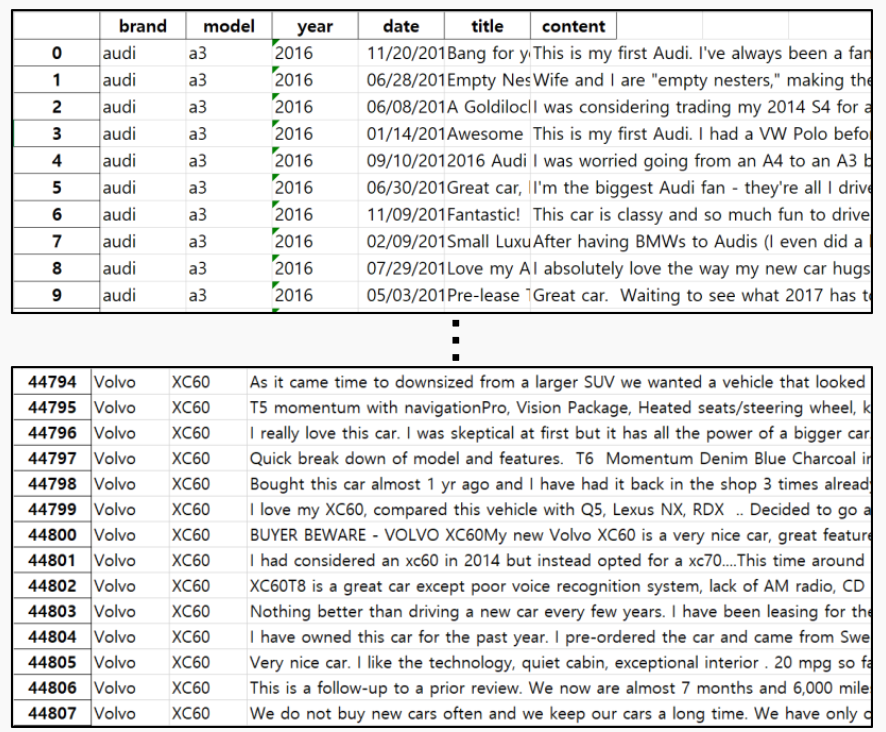 brand model year date title content
0 audi a3 2016 11/20/201 Bang for y This is my first Audi. I've always been a fan
1 audi a3 2016 06/28/201 Empty Nes Wife and I are "empty nesters," making the
2 audi a3 2016 06/08/201 A Goldilocl I was considering trading my 2014 S4 for a
3 audi a3 2016 01/14/201 Awesome This is my first Audi. I had a VW Polo befo
4 audi a3 2016 09/10/201 2016 Audi I was worried going from an A4 to an A3 b
5 audi a3 2016 06/30/201 Great car, I'm the biggest Audi fan - they're all I drive
6 audi a3 2016 11/09/201 Fantastic! This car is classy and so much fun to drive
7 audi a3 2016 02/09/201 Small Luxu After having BMWs to Audis (I even did a
8 audi a3 2016 07/29/201 Love my A I absolutely love the way my new car hugs
9 audi a3 2016 05/03/201 Pre-lease Great car. Waiting to see what 2017 has t
44794 Volvo XC60 As it came time to downsized from a larger SUV we wanted a vehicle that looked
44795 Volvo XC60 T5 momentum with navigationPro, Vision Package, Heated seats/steering wheel, k
44796 Volvo XC60 I really love this car. I was skeptical at first but it has all the power of a bigger car
44797 Volvo XC60 Quick break down of model and features. T6 Momentum Denim Blue Charcoal in
44798 Volvo XC60 Bought this car almost 1 yr ago and I have had it back in the shop 3 times already
44799 Volvo XC60 I love my XC60, compared this vehicle with Q5, Lexus NX, RDX .. Decided to go a
44800 Volvo XC60 BUYER BEWARE - VOLVO XC60My new Volvo XC60 is a very nice car, great feature
44801 Volvo XC60 I had considered an xc60 in 2014 but instead opted for a xc70....This time around
44802 Volvo XC60 XC60T8 is a great car except poor voice recognition system, lack of AM radio, CD
44803 Volvo XC60 Nothing better than driving a new car every few years. I have been leasing for the
44804 Volvo XC60 I have owned this car for the past year. I pre-ordered the car and came from Swe
44805 Volvo XC60 Very nice car. I like the technology, quiet cabin, exceptional interior . 20 mpg so fa
44806 Volvo XC60 This is a follow-up to a prior review. We now are almost 7 months and 6,000 mile
44807 Volvo XC60 We do not buy new cars often and we keep our cars a long time. We have only o